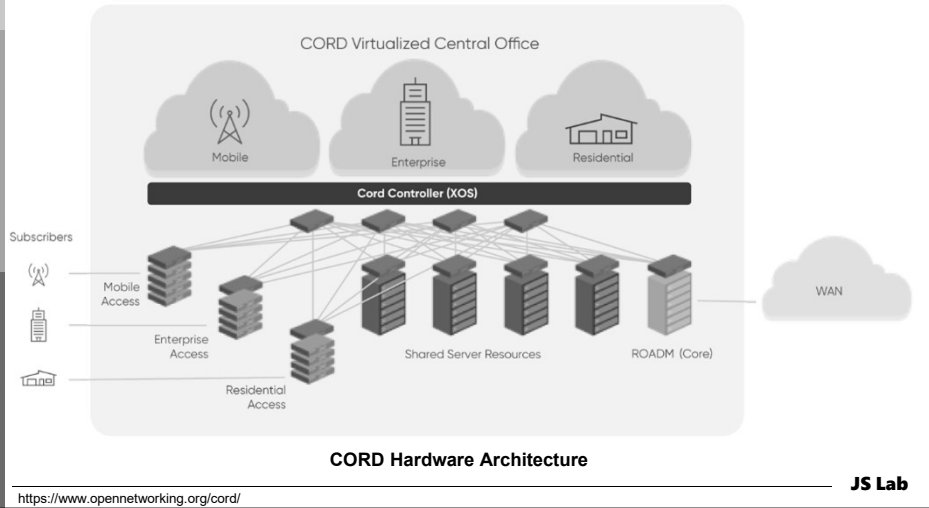 CORD Virtualized Central Office
Mobile
Enterprise
Residential
Cord Controller (XOS)
Subscribers
Mobile
Access
Enterprise
Access
Residential
Access
Shared Server Resources
ROADM (Core)
WAN
CORD Hardware Architecture
JS Lab
https://www.opennetworking.org/cord/